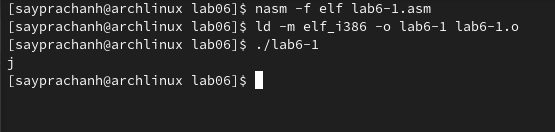 [sayprachanh@archlinux lab06]$ nasm -f elf lab6-1.asm
[sayprachanh@archlinux lab06]$ ld -m elf_i386 -o lab6-1 lab6-1.o
[sayprachanh@archlinux lab06]$ ./lab6-1
j
[sayprachanh@archlinux lab06]$